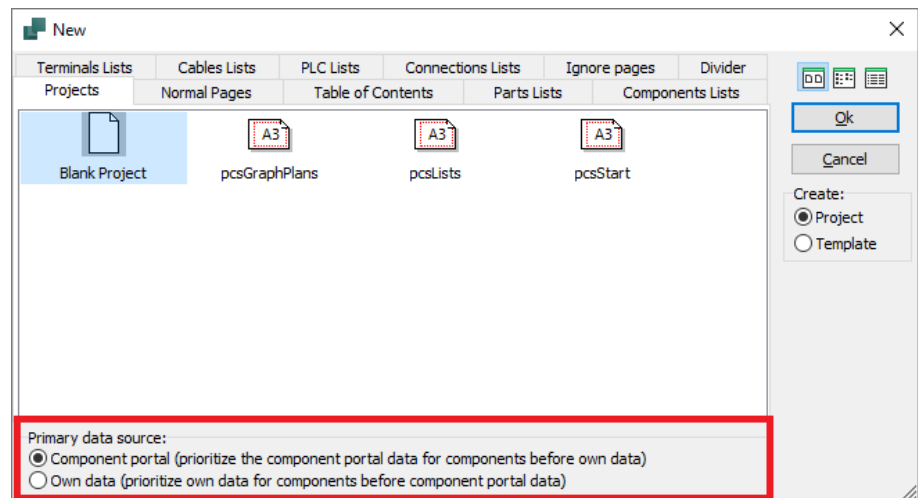 New
Terminals Lists Cables Lists PLC Lists Connections Lists Ignore pages Divider
Projects Normal Pages Table of Contents Parts Lists Components Lists
A3 A3 A3
Blank Project pcsGraphPlans pcsLists pcsStart
Ok
Cancel
Create:
Project
Template
Primary data source:
Component portal (prioritize the component portal data for components before own data)
Own data (prioritize own data for components before component portal data)